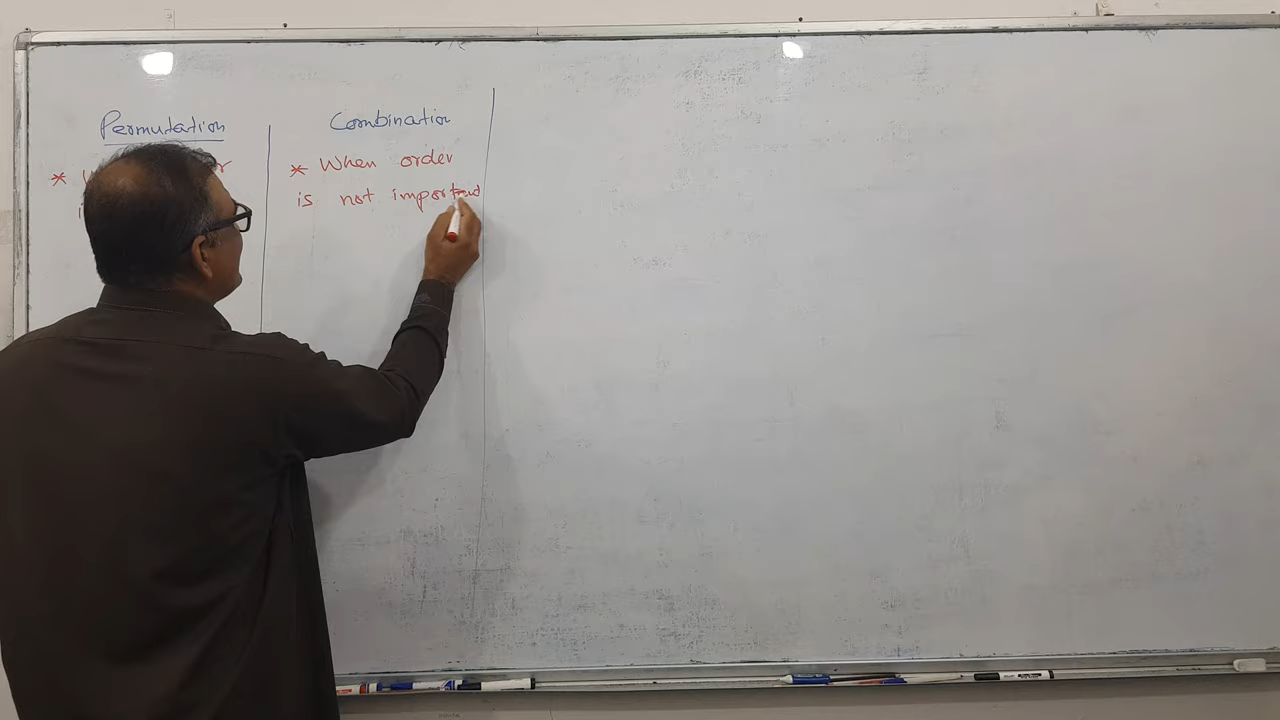 Permutation
Combination
*
* When order
is not important